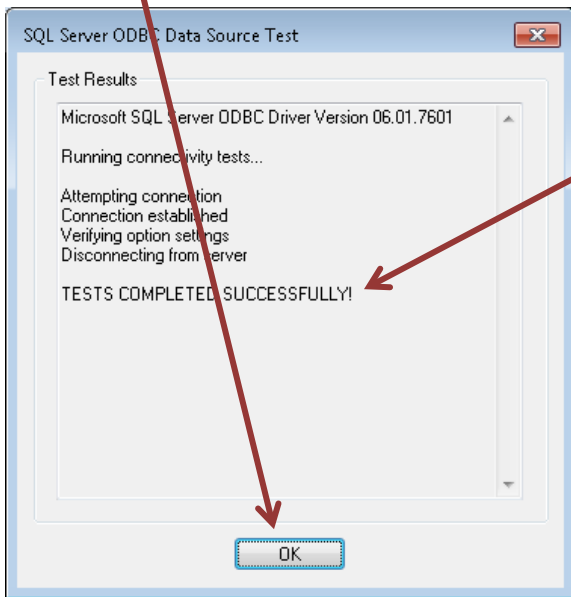 SQL Server ODBC Data Source Test
Test Results
Microsoft SQL Server ODBC Driver Version 06.01.7601
Running connectivity tests...
Attempting connection
Connection established
Verifying option settings
Disconnecting from server
TESTS COMPLETED SUCCESSFULLY!
OK